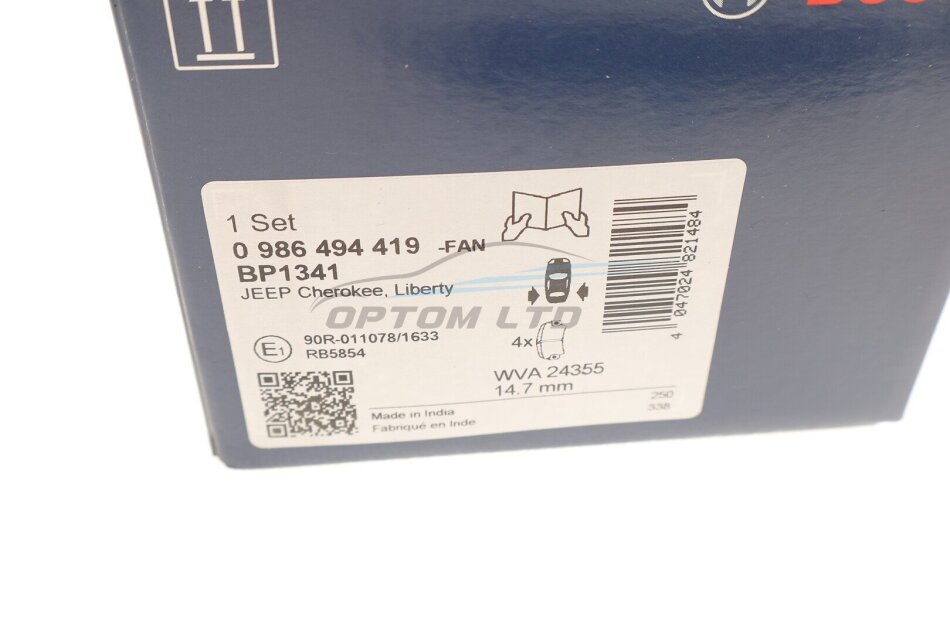 1 Set
0 986 494 419 -FAN
BP1341
JEEP Cherokee, Liberty
OPTOM LTD
E1
90R-011078/1633
RB5854
4x
WVA 24355
14.7 mm
Made in India
Fabriqué en Inde
250
338
4 047024 821484